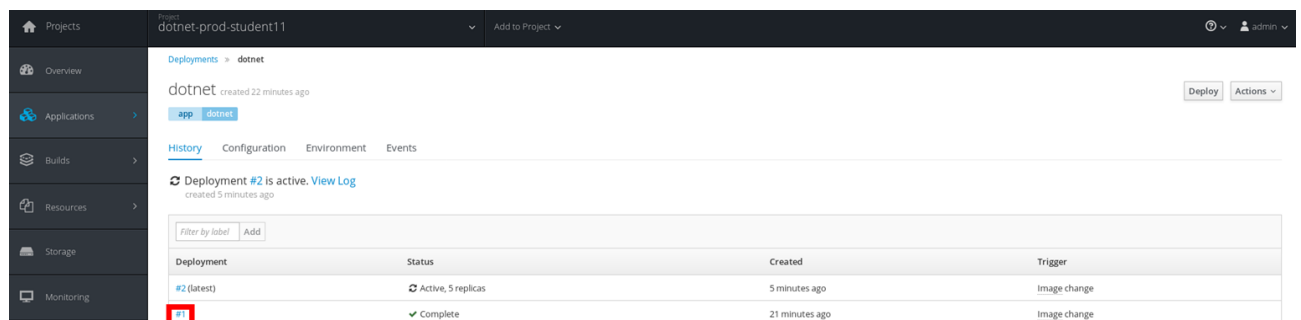 Projects
Project
dotnet-prod-student11
Add to Project
admin
Overview
Applications
Builds
Resources
Storage
Monitoring
Deployments » dotnet
dotnet created 22 minutes ago
Deploy Actions
app dotnet
History Configuration Environment Events
Deployment #2 is active. View Log
created 5 minutes ago
Filter by label Add
Deployment Status Created Trigger
#2 (latest) Active, 5 replicas 5 minutes ago Image change
#1 Complete 21 minutes ago Image change